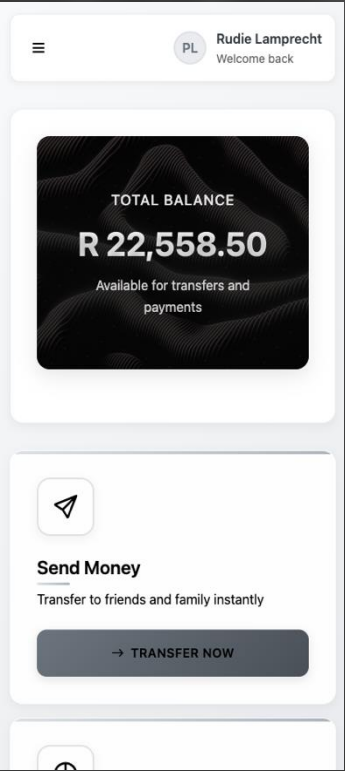 PL
Rudie Lamprecht
Welcome back
TOTAL BALANCE
R 22,558.50
Available for transfers and
payments
Send Money
Transfer to friends and family instantly
→ TRANSFER NOW